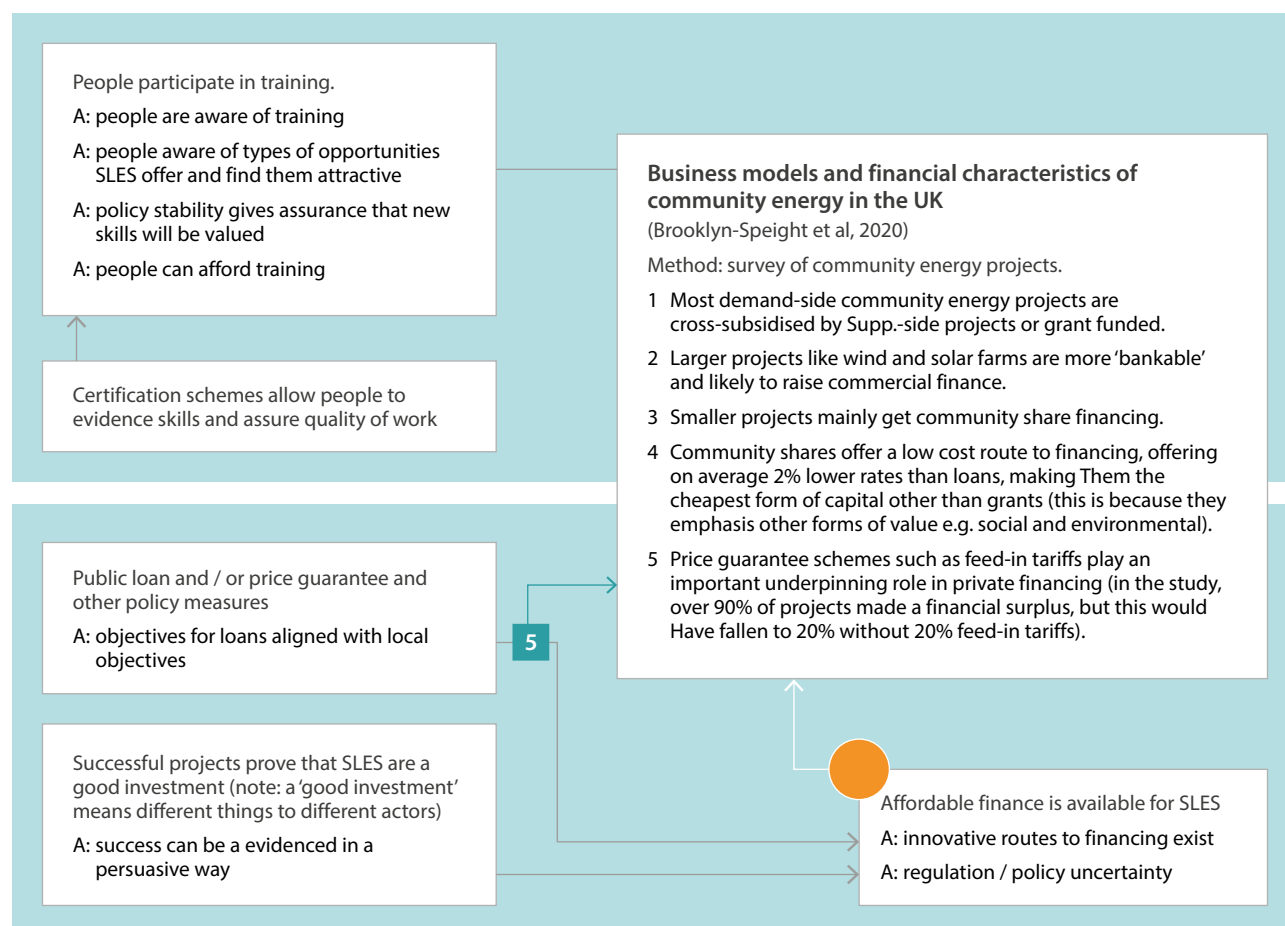 People participate in training.
A: people are aware of training
A: people aware of types of opportunities
SLES offer and find them attractive
A: policy stability gives assurance that new
skills will be valued
A: people can afford training
Certification schemes allow people to
evidence skills and assure quality of work
Business models and financial characteristics of
community energy in the UK
(Brooklyn-Speight et al, 2020)
Method: survey of community energy projects.
1 Most demand-side community energy projects are
cross-subsidised by Supp.-side projects or grant funded.
2 Larger projects like wind and solar farms are more 'bankable'
and likely to raise commercial finance.
3 Smaller projects mainly get community share financing.
4 Community shares offer a low cost route to financing, offering
on average 2% lower rates than loans, making Them the
cheapest form of capital other than grants (this is because they
emphasis other forms of value e.g. social and environmental).
5 Price guarantee schemes such as feed-in tariffs play an
important underpinning role in private financing (in the study,
over 90% of projects made a financial surplus, but this would
Have fallen to 20% without 20% feed-in tariffs).
Public loan and / or price guarantee and
other policy measures
A: objectives for loans aligned with local
objectives
5
Successful projects prove that SLES are a
good investment (note: a 'good investment'
means different things to different actors)
A: success can be a evidenced in a
persuasive way
Affordable finance is available for SLES
A: innovative routes to financing exist
A: regulation / policy uncertainty